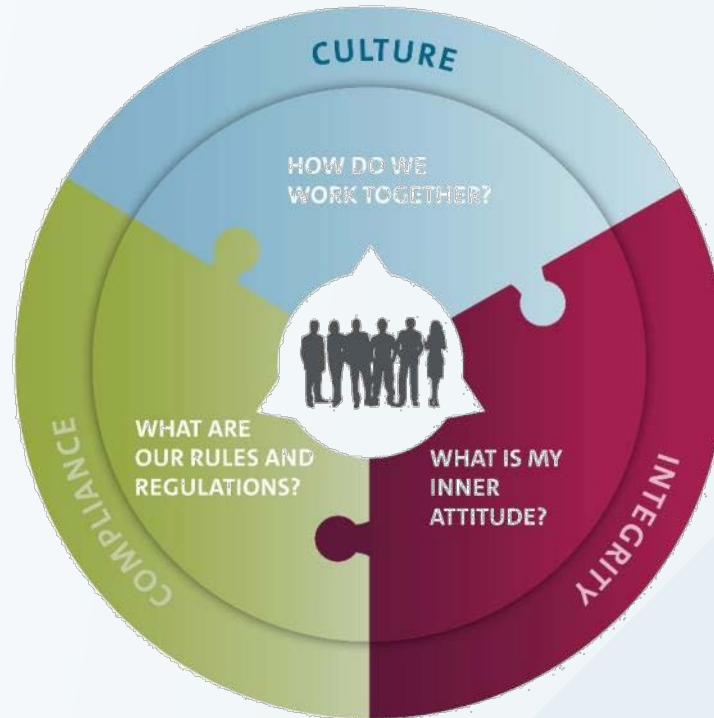 CULTURE
HOW DO WE
WORK TOGETHER?
WHAT ARE
OUR RULES AND
REGULATIONS?
COMPLIANCE
WHAT IS MY
INNER
ATTITUDE?
INTEGRITY